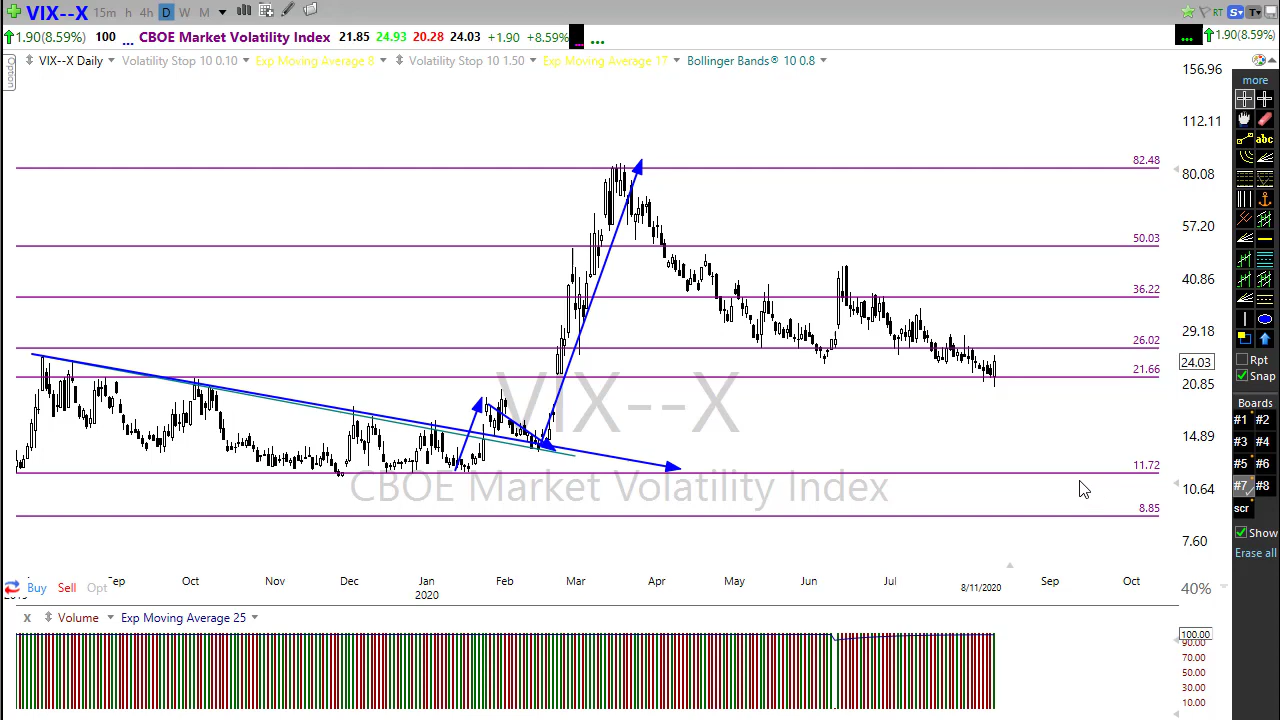 VIX--X 15m h 4h D W M RT S T
1.90(8.59%) 100 ... CBOE Market Volatility Index 21.85 24.93 20.28 24.03 +1.90 +8.59% ... ... ... 1.90(8.59%)
Option
VIX--X Daily Volatility Stop 10 0.10 Exp Moving Average 8 Volatility Stop 10 1.50 Exp Moving Average 17 Bollinger Bands® 10 0.8
156.96
more
112.11
abc
82.48
80.08
57.20
50.03
40.86
36.22
29.18
26.02
24.03
Rpt
21.66
Snap
20.85
VIX--X
Boards
#1 #2
14.89
#3 #4
11.72
#5 #6
CBOE Market Volatility Index
10.64
#7 #8
8.85
scr
Show
7.60
Erase all
Buy Sell Opt
Sep Oct Nov Dec Jan Feb Mar Apr May Jun Jul 8/11/2020 Sep Oct
2020
40%
x Volume Exp Moving Average 25
100.00
90.00
70.00
50.00
30.00
10.00